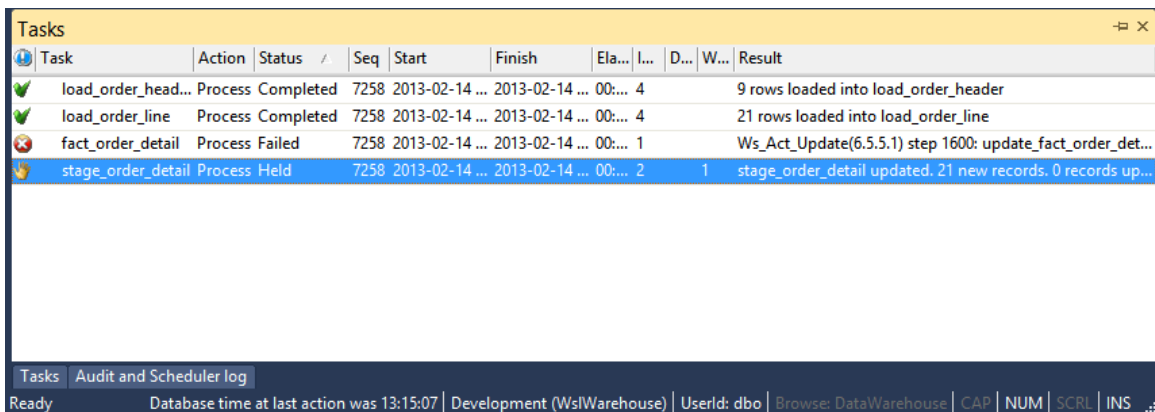 Tasks
Task Action Status Seq Start Finish Ela... I... D... W... Result
load_order_head... Process Completed 7258 2013-02-14 ... 2013-02-14 ... 00:... 4 9 rows loaded into load_order_header
load_order_line Process Completed 7258 2013-02-14 ... 2013-02-14 ... 00:... 4 21 rows loaded into load_order_line
fact_order_detail Process Failed 7258 2013-02-14 ... 2013-02-14 ... 00:... 1 Ws_Act_Update(6.5.5.1) step 1600: update_fact_order_det...
stage_order_detail Process Held 7258 2013-02-14 ... 2013-02-14 ... 00:... 2 1 stage_order_detail updated. 21 new records. 0 records up...
Tasks Audit and Scheduler log
Ready Database time at last action was 13:15:07 Development (WslWarehouse) UserId: dbo Browse: DataWarehouse CAP NUM SCRL INS